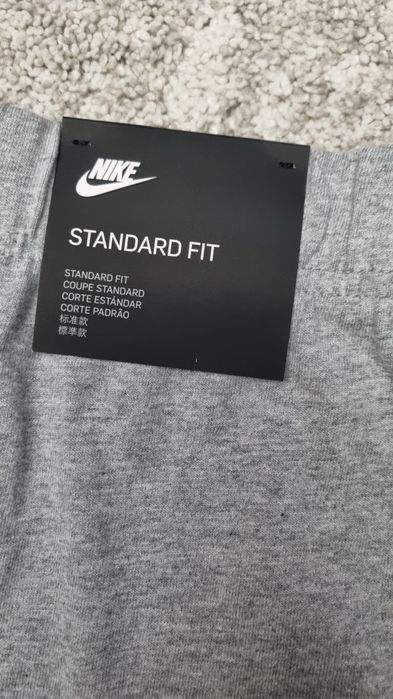 NIKE
STANDARD FIT
STANDARD FIT
COUPE STANDARD
CORTE ESTÁNDAR
CORTE PADRÃO
标准款
標準款